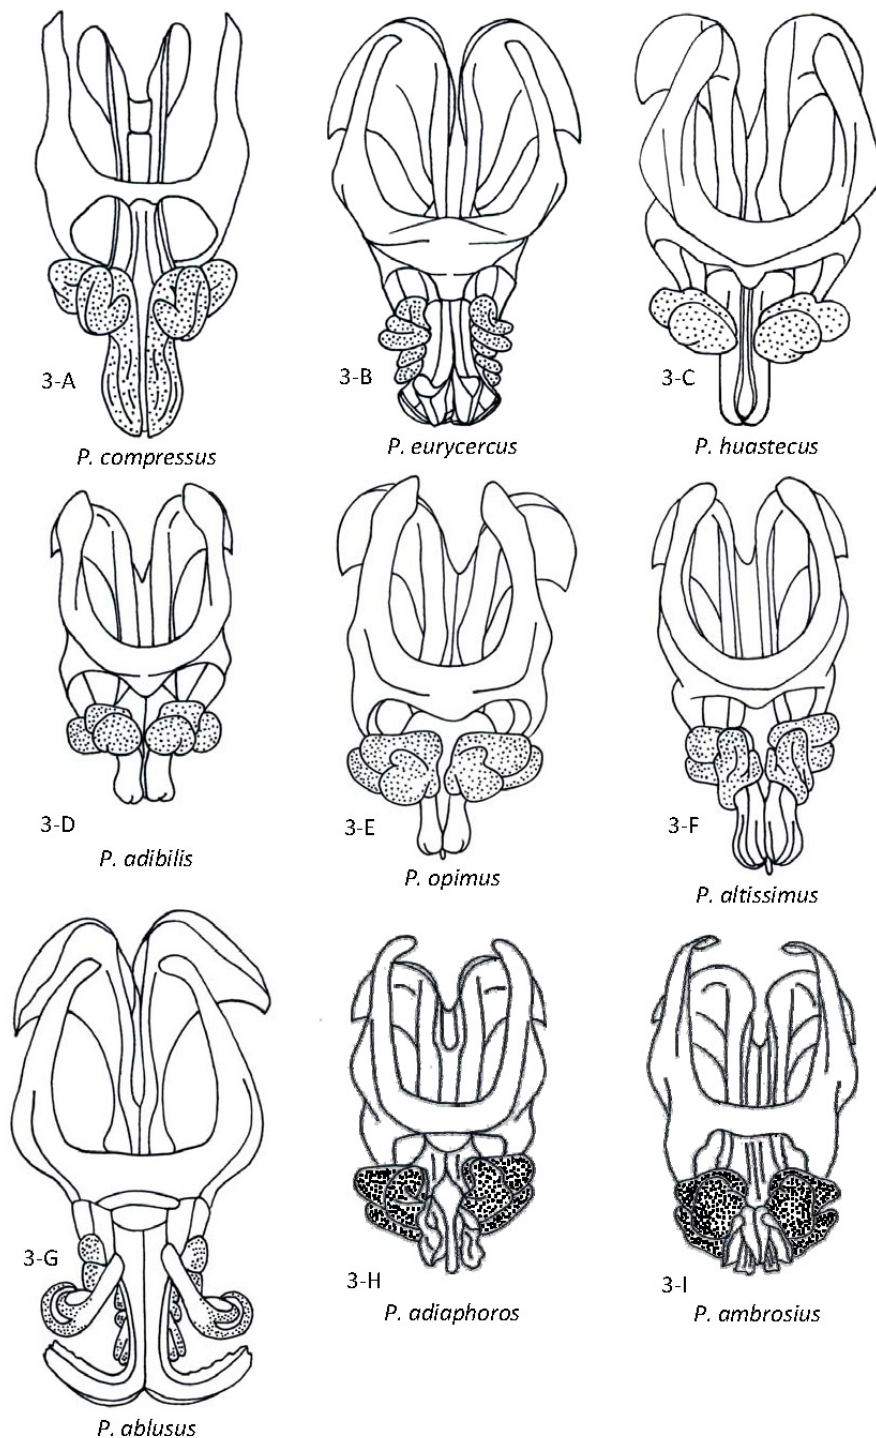 3-A
P. compressus
3-B
P. eurycercus
3-C
P. huastecus
3-D
P. adibilis
3-E
P. opimus
3-F
P. altissimus
3-G
P. ablusus
3-H
P. adiaphoros
3-I
P. ambrosius